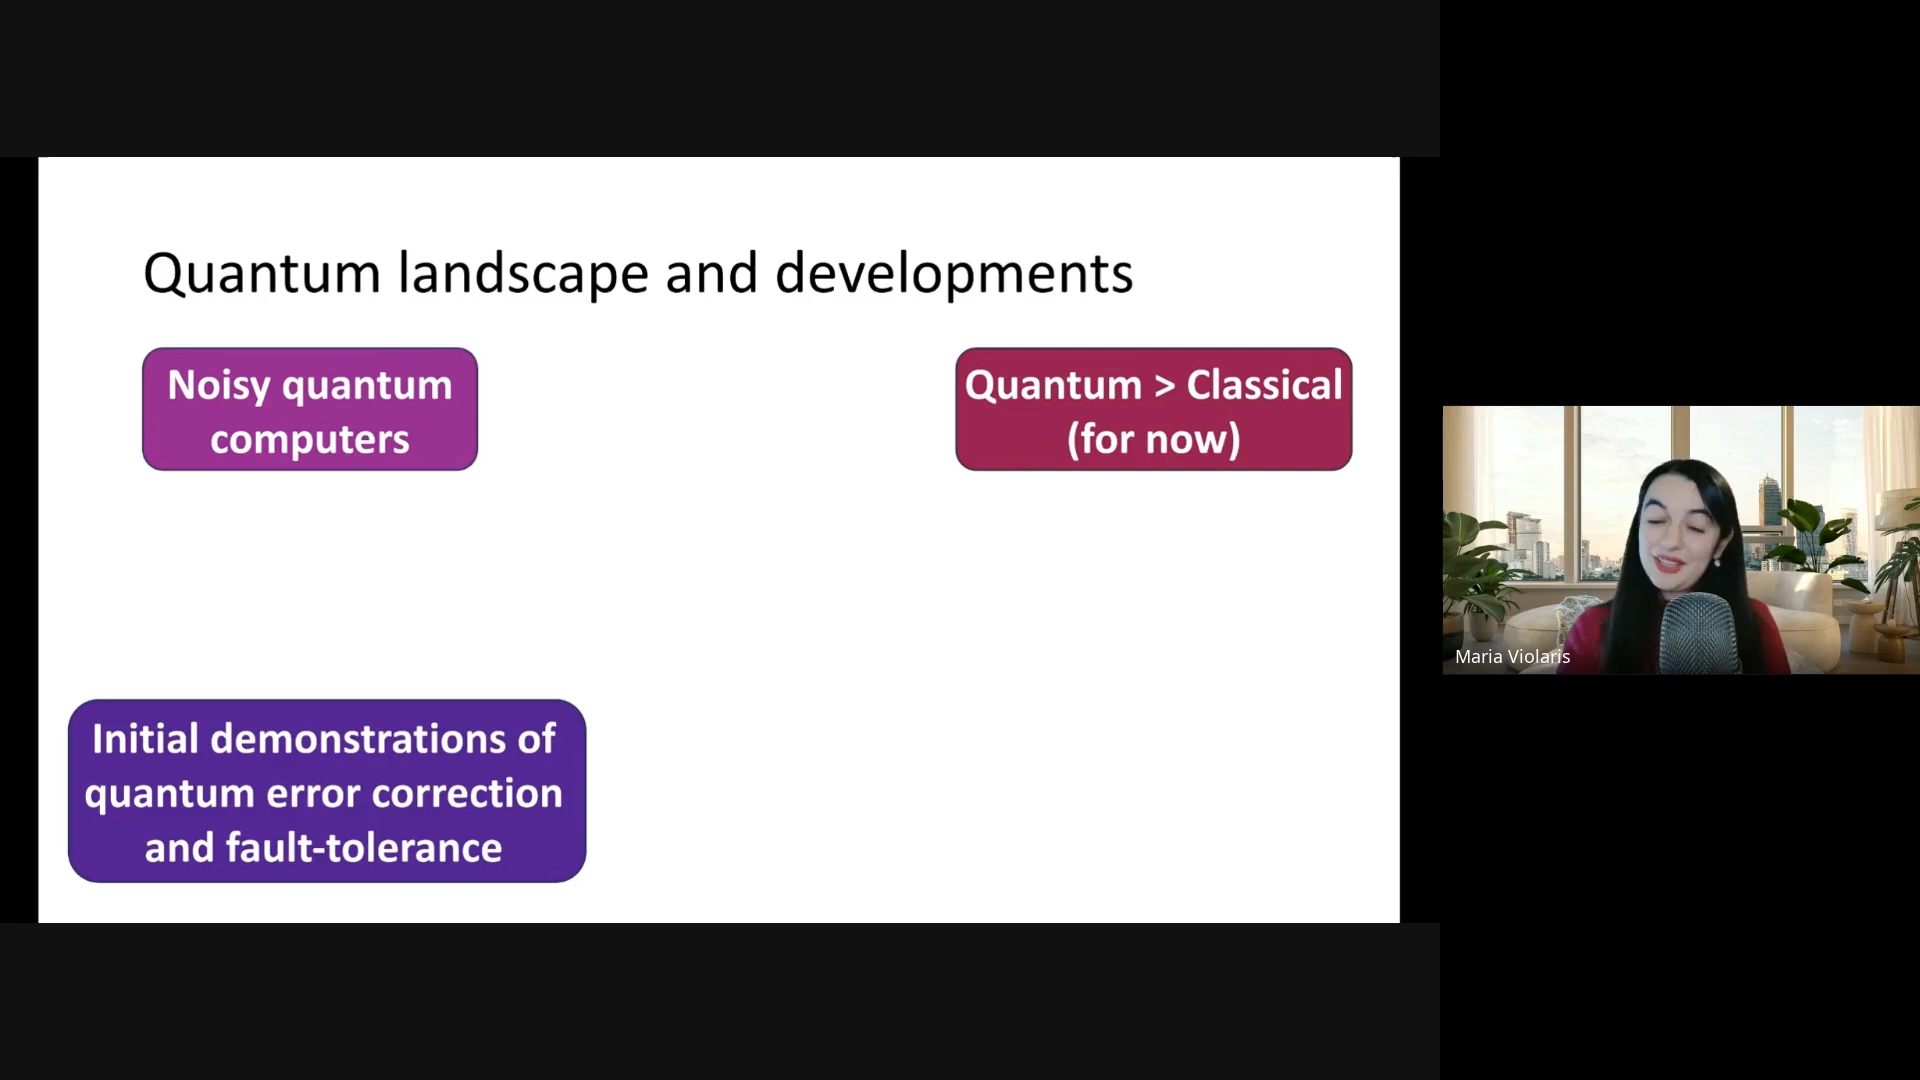 Quantum landscape and developments
Noisy quantum
computers
Quantum > Classical
(for now)
Initial demonstrations of
quantum error correction
and fault-tolerance
Maria Violaris